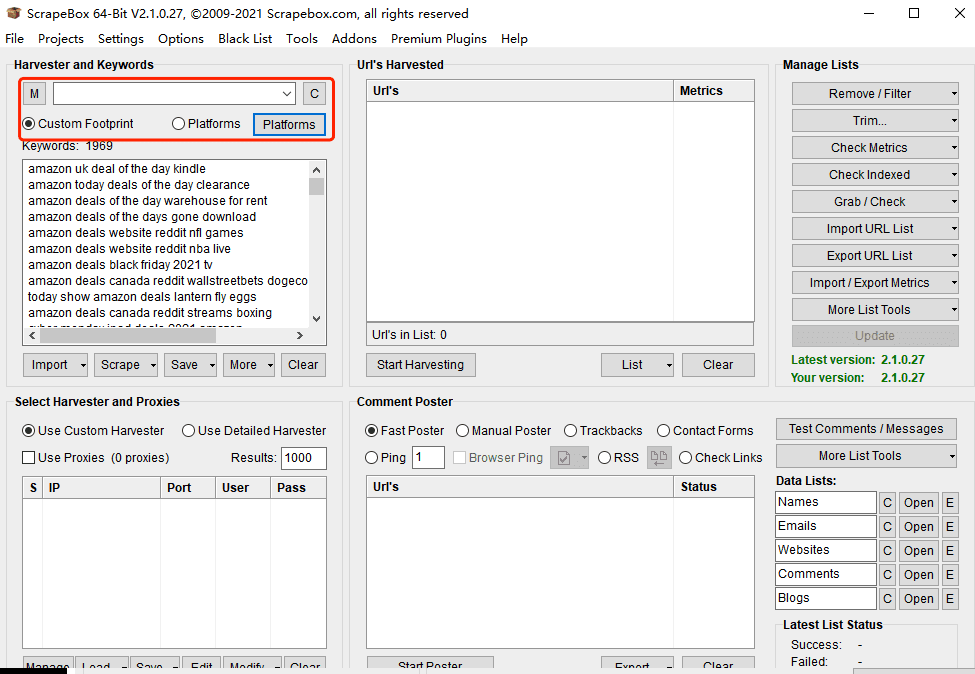 ScrapeBox 64-Bit V2.1.0.27, ©2009-2021 Scrapebox.com, all rights reserved
File Projects Settings Options Black List Tools Addons Premium Plugins Help
Harvester and Keywords
M C
Custom Footprint Platforms Platforms
Keywords: 1969
amazon uk deal of the day kindle
amazon today deals of the day clearance
amazon deals of the day warehouse for rent
amazon deals of the days gone download
amazon deals website reddit nfl games
amazon deals website reddit nba live
amazon deals black friday 2021 tv
amazon deals canada reddit wallstreetbets dogeco
today show amazon deals lantern fly eggs
amazon deals canada reddit streams boxing
cyber monday ipad deals 2021 amazon
Import Scrape Save More Clear
Url's Harvested
Url's Metrics
Url's in List: 0
Start Harvesting List Clear
Manage Lists
Remove / Filter
Trim...
Check Metrics
Check Indexed
Grab / Check
Import URL List
Export URL List
Import / Export Metrics
More List Tools
Update
Latest version: 2.1.0.27
Your version: 2.1.0.27
Select Harvester and Proxies
Use Custom Harvester Use Detailed Harvester
Use Proxies (0 proxies) Results: 1000
S IP Port User Pass
Manage Load Save Edit Modify Clear
Comment Poster
Fast Poster Manual Poster Trackbacks Contact Forms
Ping 1 Browser Ping RSS Check Links
Url's Status
Start Poster Export Clear
Test Comments / Messages
More List Tools
Data Lists:
Names C Open E
Emails C Open E
Websites C Open E
Comments C Open E
Blogs C Open E
Latest List Status
Success: -
Failed: -